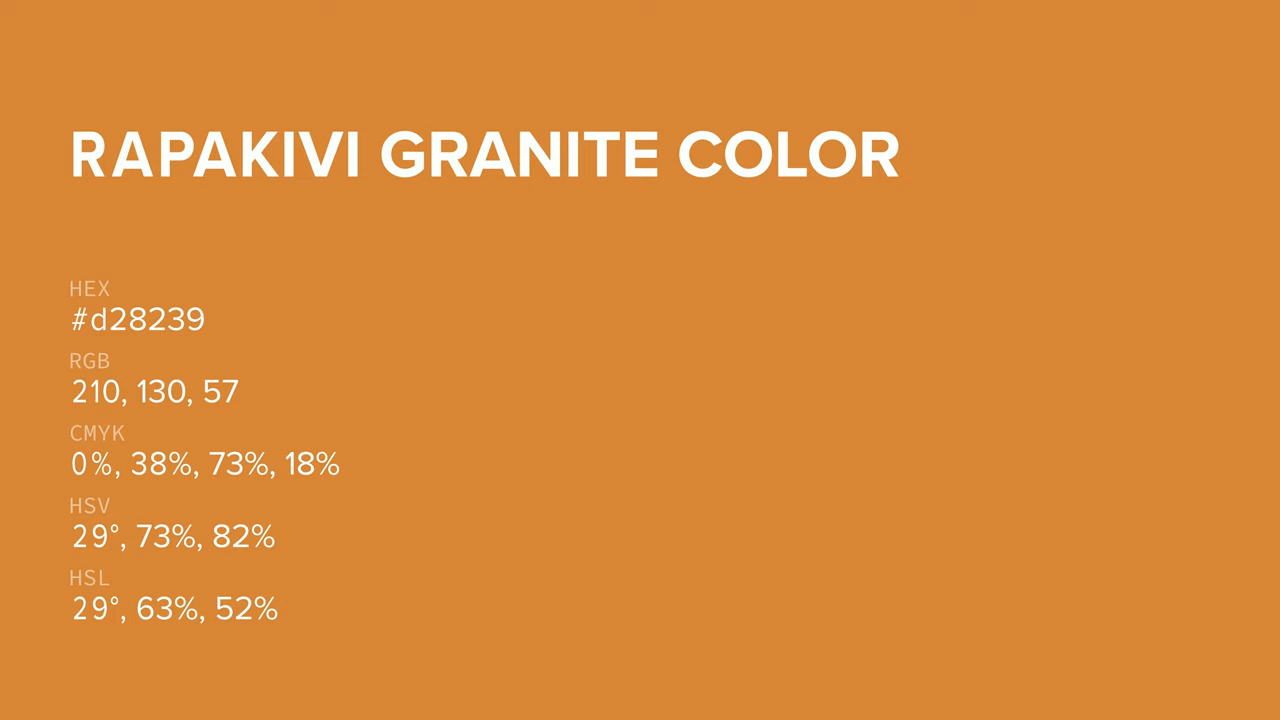 RAPAKIVI GRANITE COLOR
HEX
#d28239
RGB
210, 130, 57
CMYK
0%, 38%, 73%, 18%
HSV
29°, 73%, 82%
HSL
29°, 63%, 52%